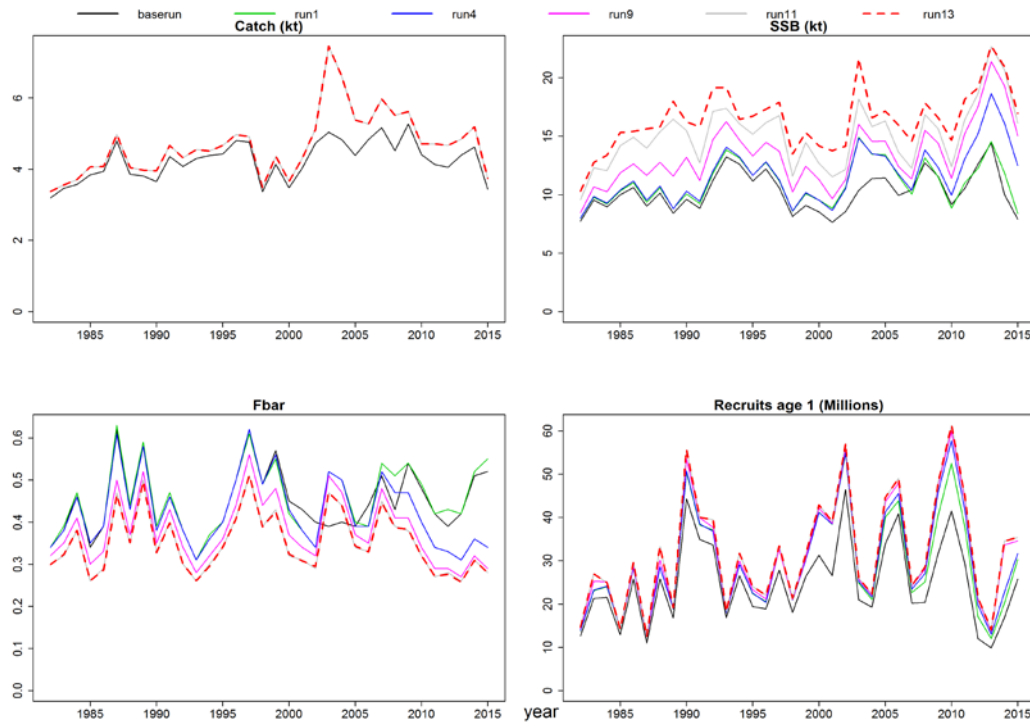 baserun run1 run4 run9 run11 run13
Catch (kt) SSB (kt)
0 2 4 6
1985 1990 1995 2000 2005 2010 2015
0 5 10 15 20
1985 1990 1995 2000 2005 2010 2015
Fbar Recruits age 1 (Millions)
0.0 0.1 0.2 0.3 0.4 0.5 0.6
1985 1990 1995 2000 2005 2010 2015
0 10 20 30 40 50 60
1985 1990 1995 2000 2005 2010 2015
year